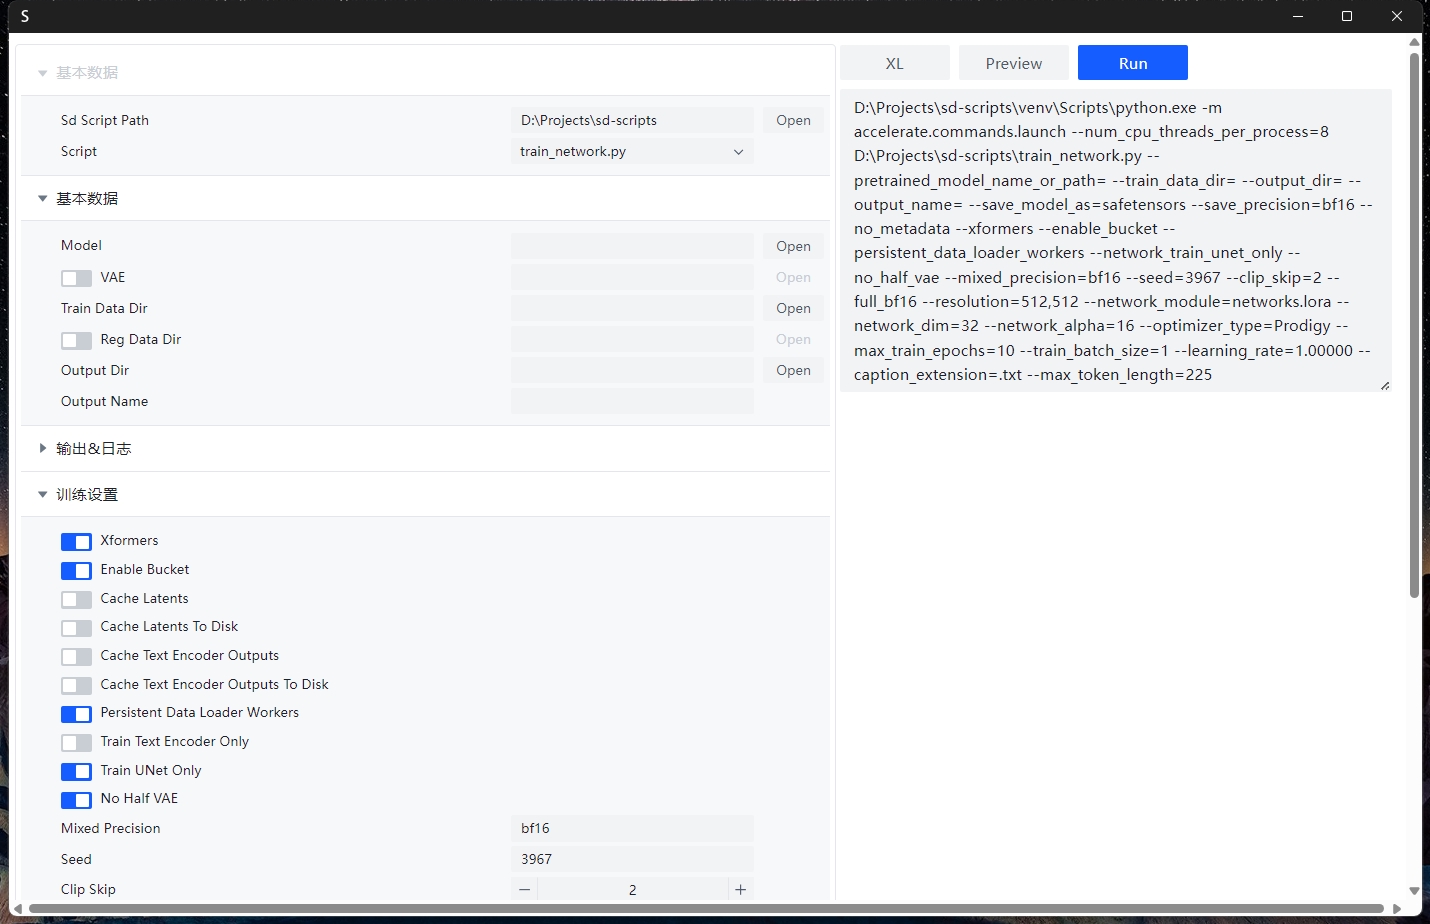 S
基本数据
Sd Script Path
D:\Projects\sd-scripts
Open
Script
train_network.py
基本数据
Model
Open
VAE
Open
Train Data Dir
Open
Reg Data Dir
Open
Output Dir
Open
Output Name
输出&日志
训练设置
Xformers
Enable Bucket
Cache Latents
Cache Latents To Disk
Cache Text Encoder Outputs
Cache Text Encoder Outputs To Disk
Persistent Data Loader Workers
Train Text Encoder Only
Train UNet Only
No Half VAE
Mixed Precision
bf16
Seed
3967
Clip Skip
2
XL
Preview
Run
D:\Projects\sd-scripts\venv\Scripts\python.exe -m
accelerate.commands.launch --num_cpu_threads_per_process=8
D:\Projects\sd-scripts\train_network.py --
pretrained_model_name_or_path= --train_data_dir= --output_dir= --
output_name= --save_model_as=safetensors --save_precision=bf16 --
no_metadata --xformers --enable_bucket --
persistent_data_loader_workers --network_train_unet_only --
no_half_vae --mixed_precision=bf16 --seed=3967 --clip_skip=2 --
full_bf16 --resolution=512,512 --network_module=networks.lora --
network_dim=32 --network_alpha=16 --optimizer_type=Prodigy --
max_train_epochs=10 --train_batch_size=1 --learning_rate=1.00000 --
caption_extension=.txt --max_token_length=225